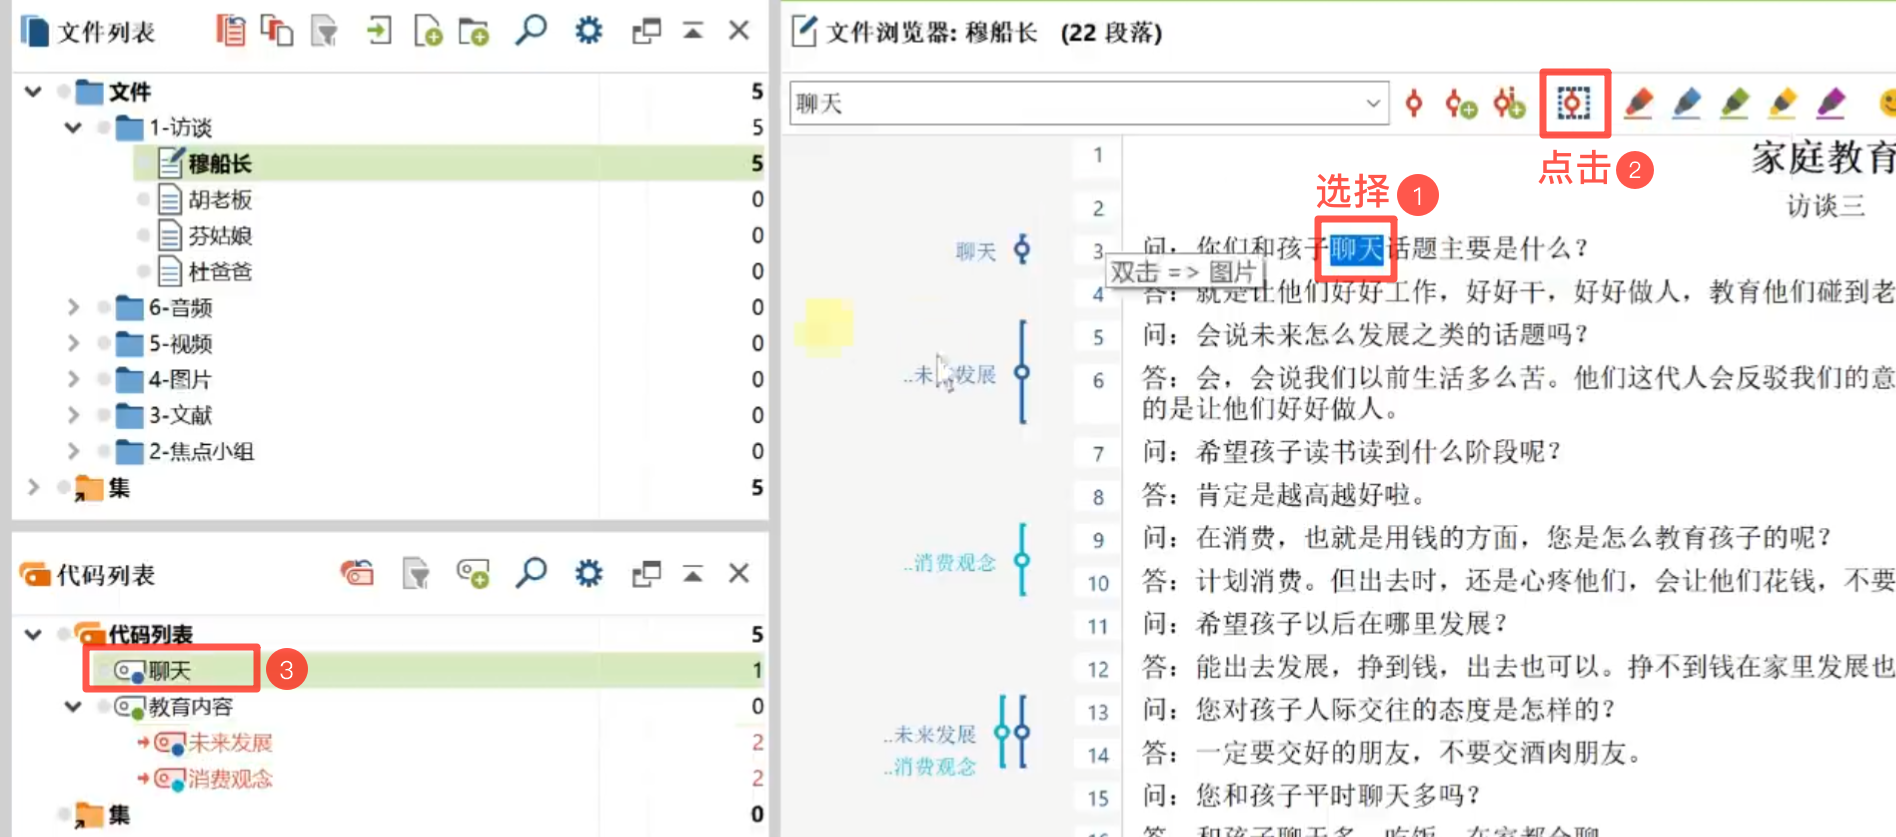 文件列表
文件 5
1-访谈 5
穆船长 5
胡老板 0
芬姑娘 0
杜爸爸 0
6-音频 0
5-视频 0
4-图片 0
3-文献 0
2-焦点小组 0
集 5
代码列表
代码列表 5
聊天 1
3
教育内容 0
未来发展 2
消费观念 2
集 0
文件浏览器: 穆船长 (22 段落)
聊天
点击 2
选择 1
1 家庭教育
2 访谈三
聊天
3 问：你们和孩子聊天话题主要是什么？
双击 => 图片
4 答：就是让他们好好工作，好好干，好好做人，教育他们碰到老
5 问：会说未来怎么发展之类的话题吗？
..未来发展
6 答：会，会说我们以前生活多么苦。他们这代人会反驳我们的意
的是让他们好好做人。
7 问：希望孩子读书读到什么阶段呢？
8 答：肯定是越高越好啦。
9 问：在消费，也就是用钱的方面，您是怎么教育孩子的呢？
..消费观念
10 答：计划消费。但出去时，还是心疼他们，会让他们花钱，不要
11 问：希望孩子以后在哪里发展？
12 答：能出去发展，挣到钱，出去也可以。挣不到钱在家里发展也
13 问：您对孩子人际交往的态度是怎样的？
..未来发展
..消费观念
14 答：一定要交好的朋友，不要交酒肉朋友。
15 问：您和孩子平时聊天多吗？